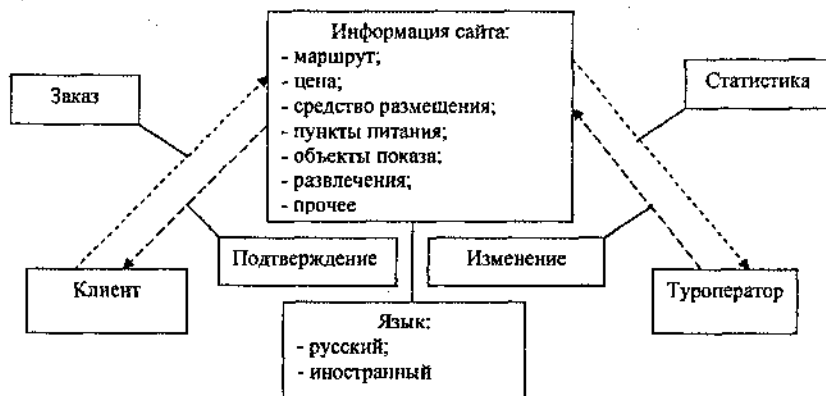 Информация сайта:
- маршрут;
- цена;
- средство размещения;
- пункты питания;
- объекты показа;
- развлечения;
- прочее
Заказ
Статистика
Подтверждение
Изменение
Клиент
Туроператор
Язык:
- русский;
- иностранный